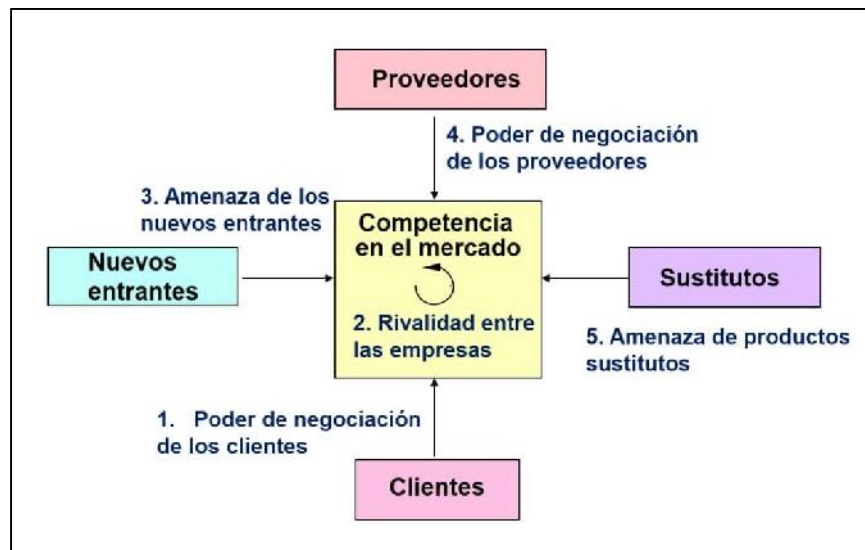 Proveedores
4. Poder de negociación
de los proveedores
3. Amenaza de los
nuevos entrantes
Competencia
en el mercado
Nuevos
entrantes
Sustitutos
2. Rivalidad entre
las empresas
5. Amenaza de productos
sustitutos
1. Poder de negociación
de los clientes
Clientes